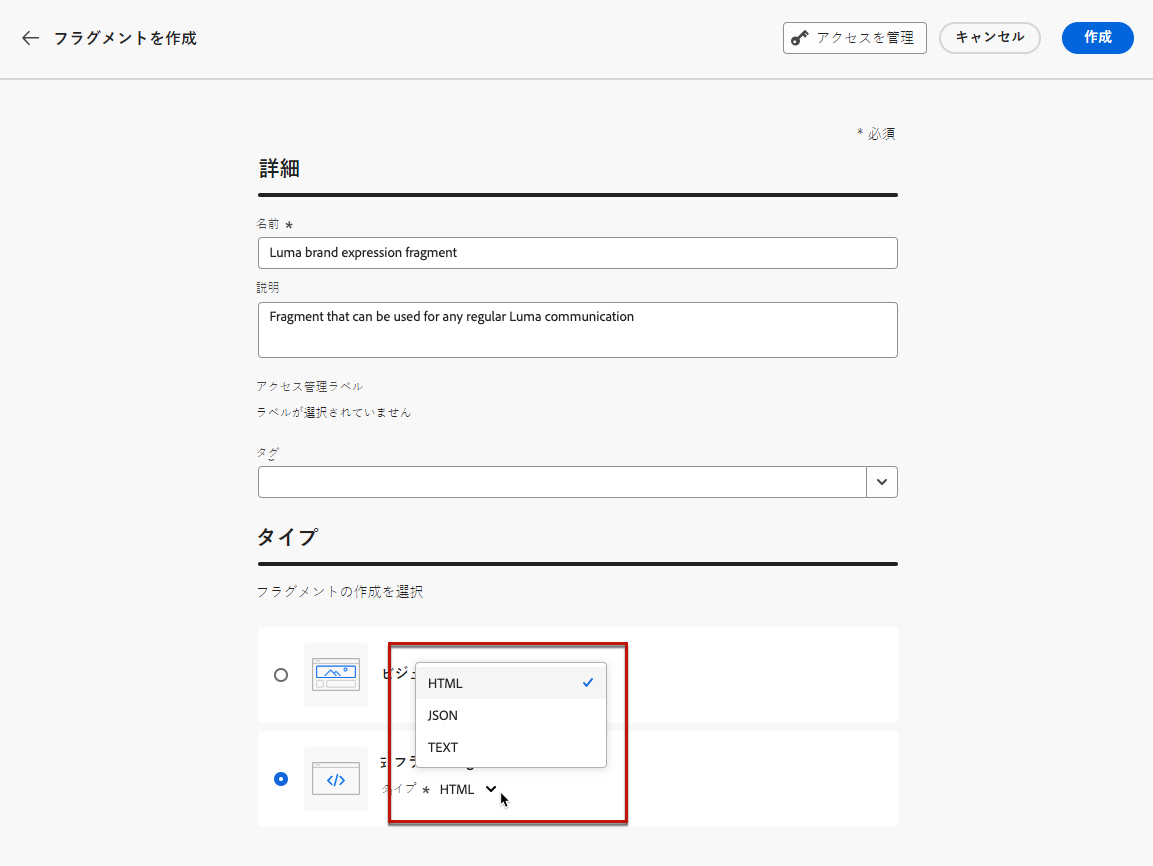 フラグメントを作成
アクセスを管理
キャンセル
作成
* 必須
詳細
名前 *
Luma brand expression fragment
説明
Fragment that can be used for any regular Luma communication
アクセス管理ラベル
ラベルが選択されていません
タグ
タイプ
フラグメントの作成を選択
ビジュ
HTML
JSON
TEXT
式フラ
タイプ * HTML